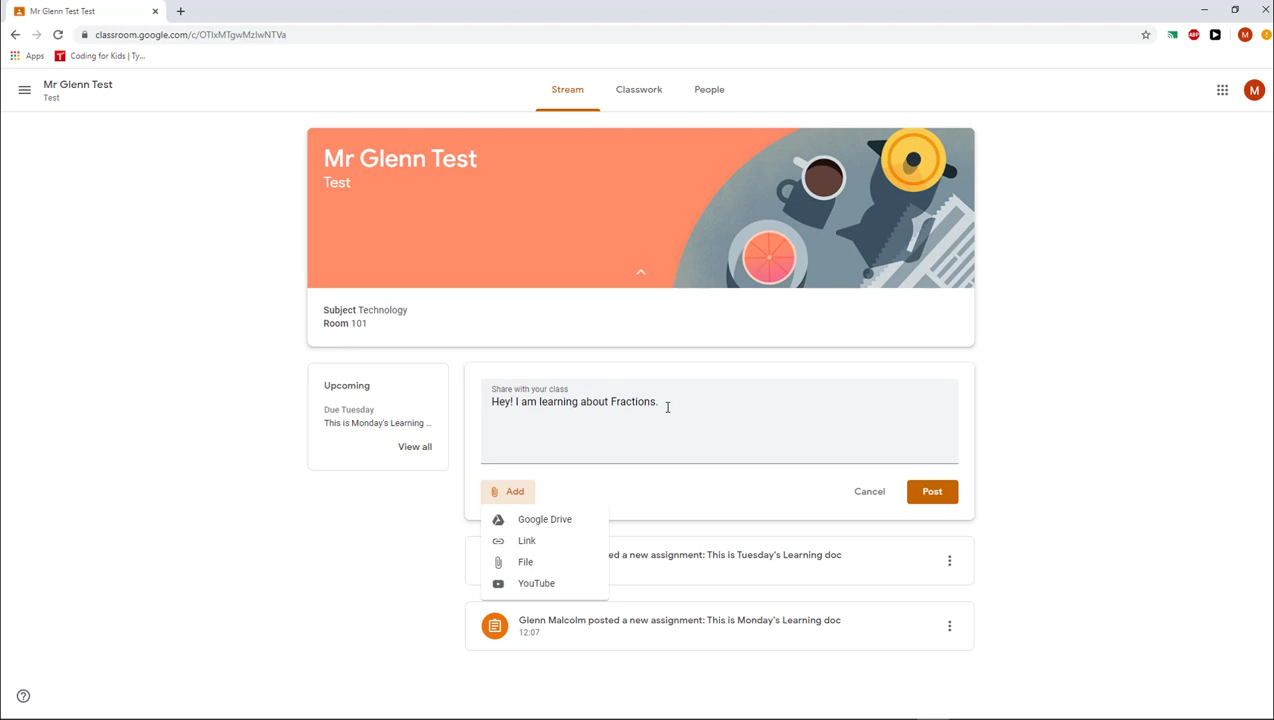 Mr Glenn Test Test
classroom.google.com/c/OTIxMTgwMzIwNTVa
Apps
Coding for Kids | Ty...
ABP
M
Mr Glenn Test
Test
Stream
Classwork
People
M
Mr Glenn Test
Test
Subject Technology
Room 101
Upcoming
Due Tuesday
This is Monday's Learning ...
View all
Share with your class
Hey! I am learning about Fractions.
Add
Cancel
Post
Google Drive
Link
File
YouTube
ed a new assignment: This is Tuesday's Learning doc
Glenn Malcolm posted a new assignment: This is Monday's Learning doc
12:07